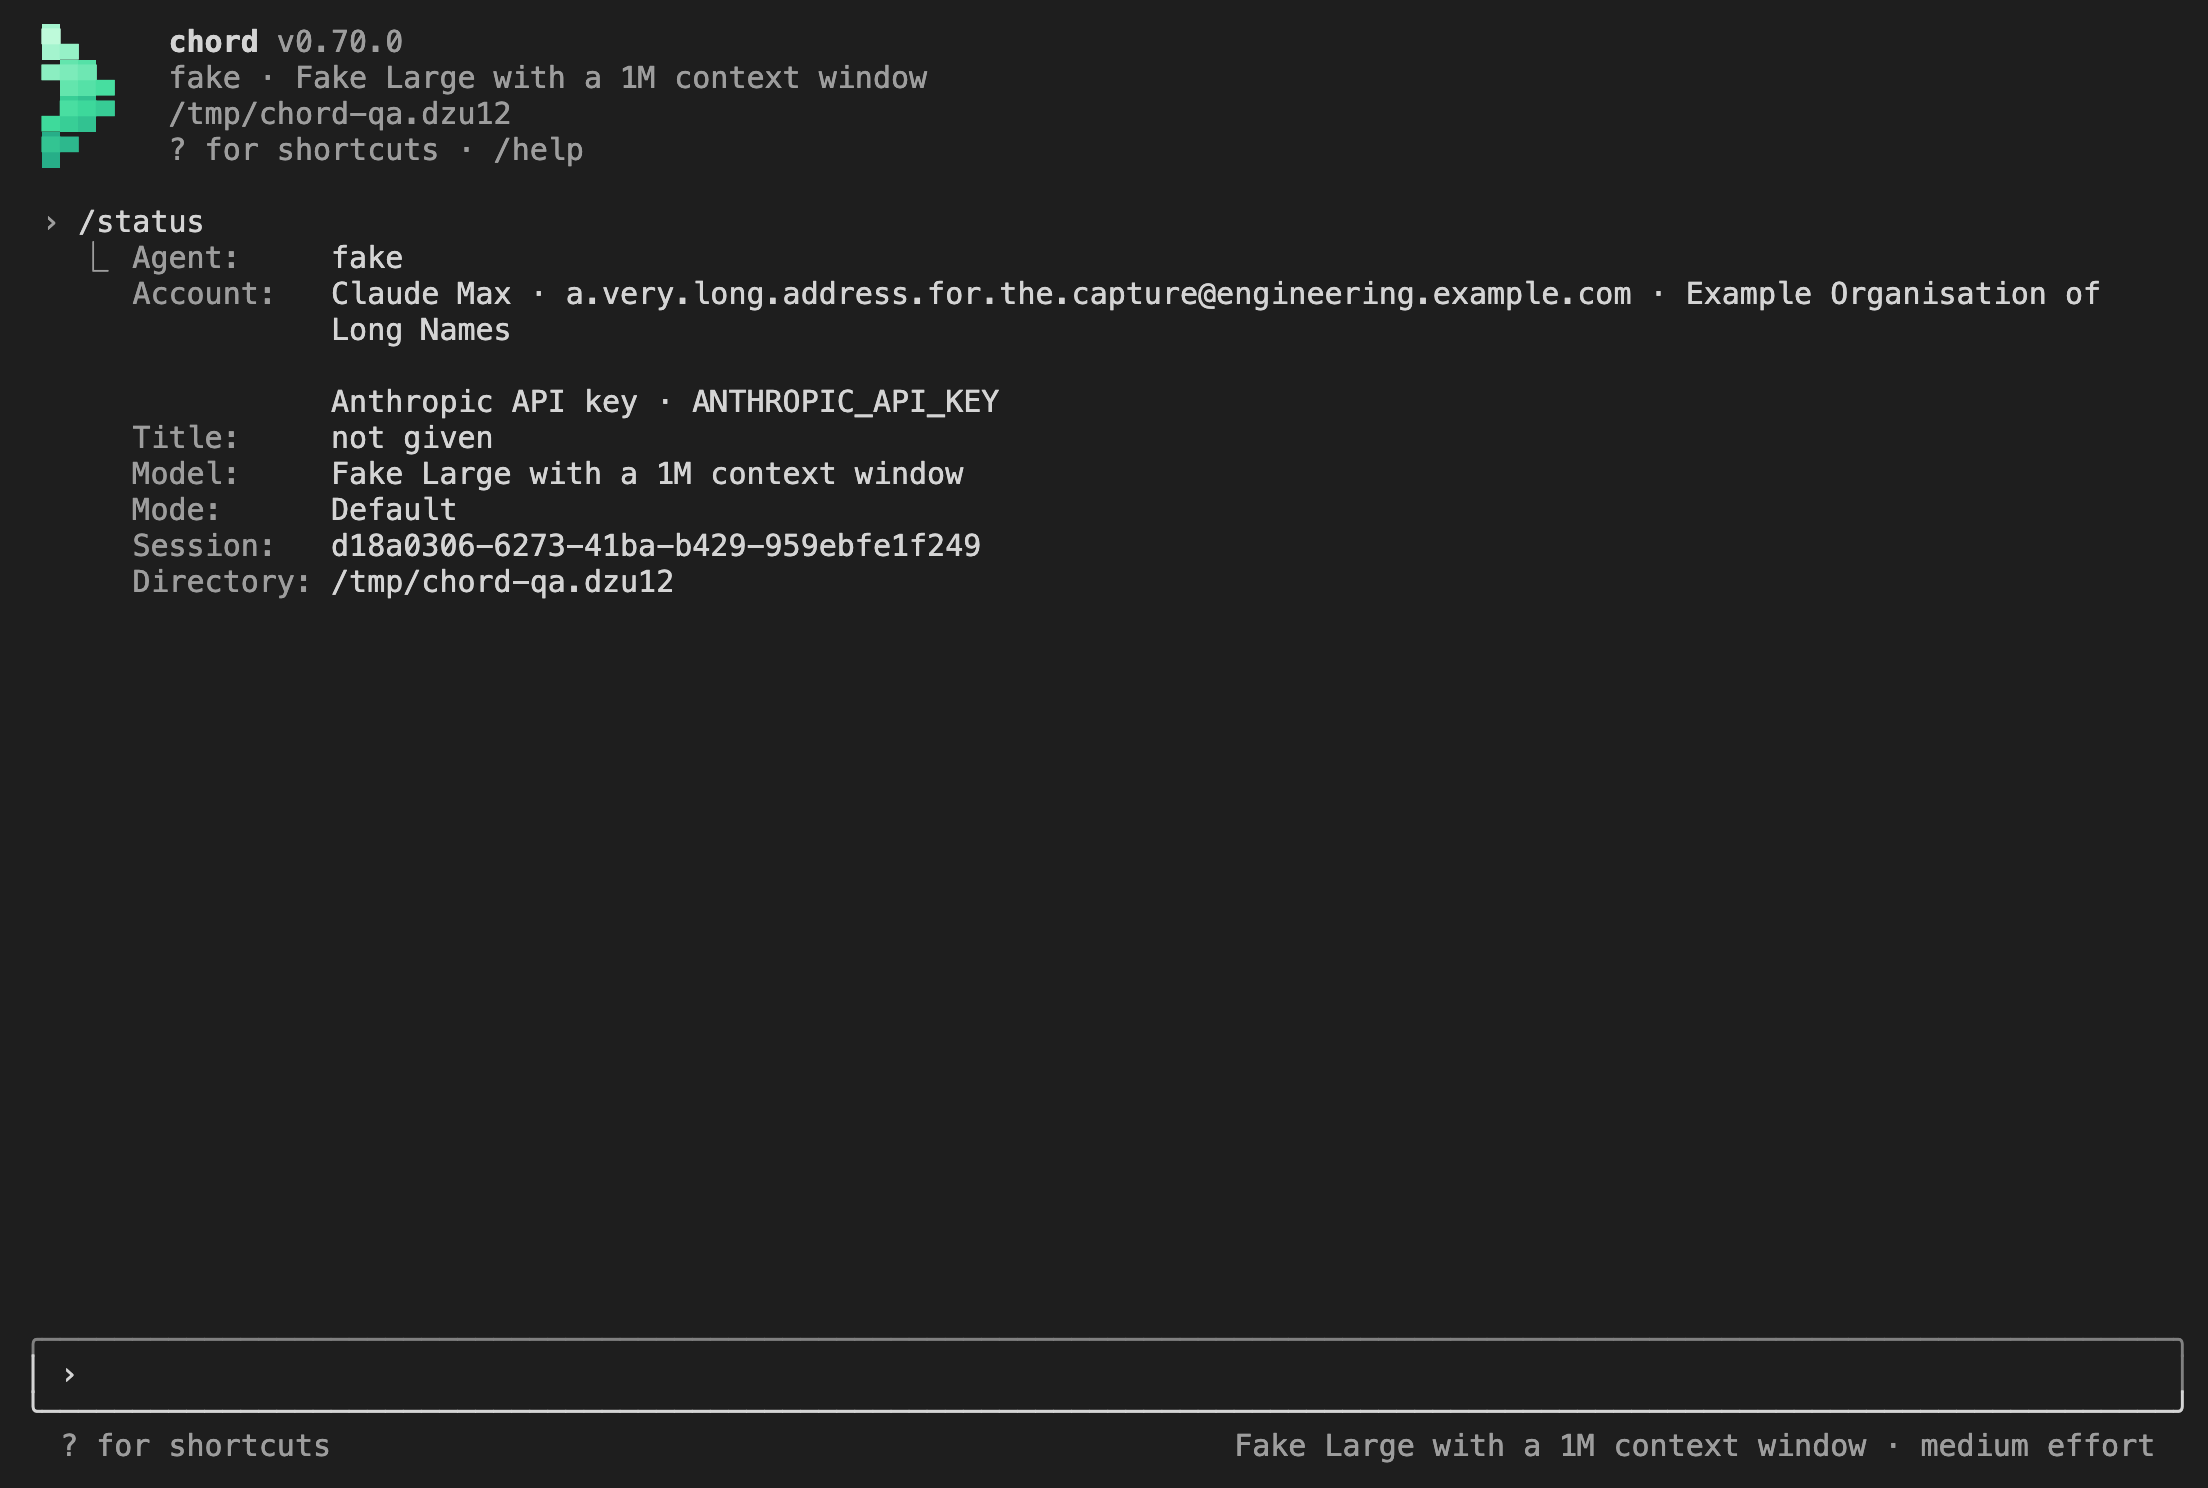 chord v0.70.0
fake · Fake Large with a 1M context window
/tmp/chord-qa.dzu12
? for shortcuts · /help
› /status
Agent: fake
Account: Claude Max · a.very.long.address.for.the.capture@engineering.example.com · Example Organisation of
Long Names
Anthropic API key · ANTHROPIC_API_KEY
Title: not given
Model: Fake Large with a 1M context window
Mode: Default
Session: d18a0306-6273-41ba-b429-959ebfe1f249
Directory: /tmp/chord-qa.dzu12
›
? for shortcuts Fake Large with a 1M context window · medium effort